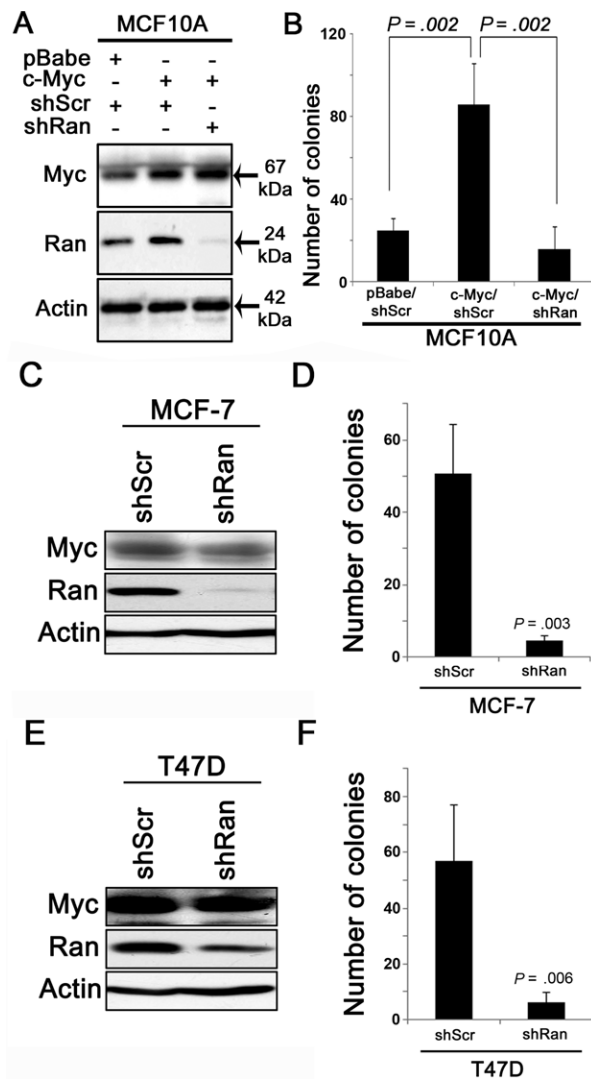 A
MCF10A
pBabe + - -
c-Myc - + +
shScr + + -
shRan - - +
Myc
67
kDa
Ran
24
kDa
Actin
42
kDa
B
P = .002 P = .002
Number of colonies
120
80
40
0
pBabe/
shScr
c-Myc/
shScr
c-Myc/
shRan
MCF10A
C
MCF-7
shScr
shRan
Myc
Ran
Actin
D
Number of colonies
60
40
20
0
P = .003
shScr
shRan
MCF-7
E
T47D
shScr
shRan
Myc
Ran
Actin
F
Number of colonies
80
60
40
20
0
P = .006
shScr
shRan
T47D